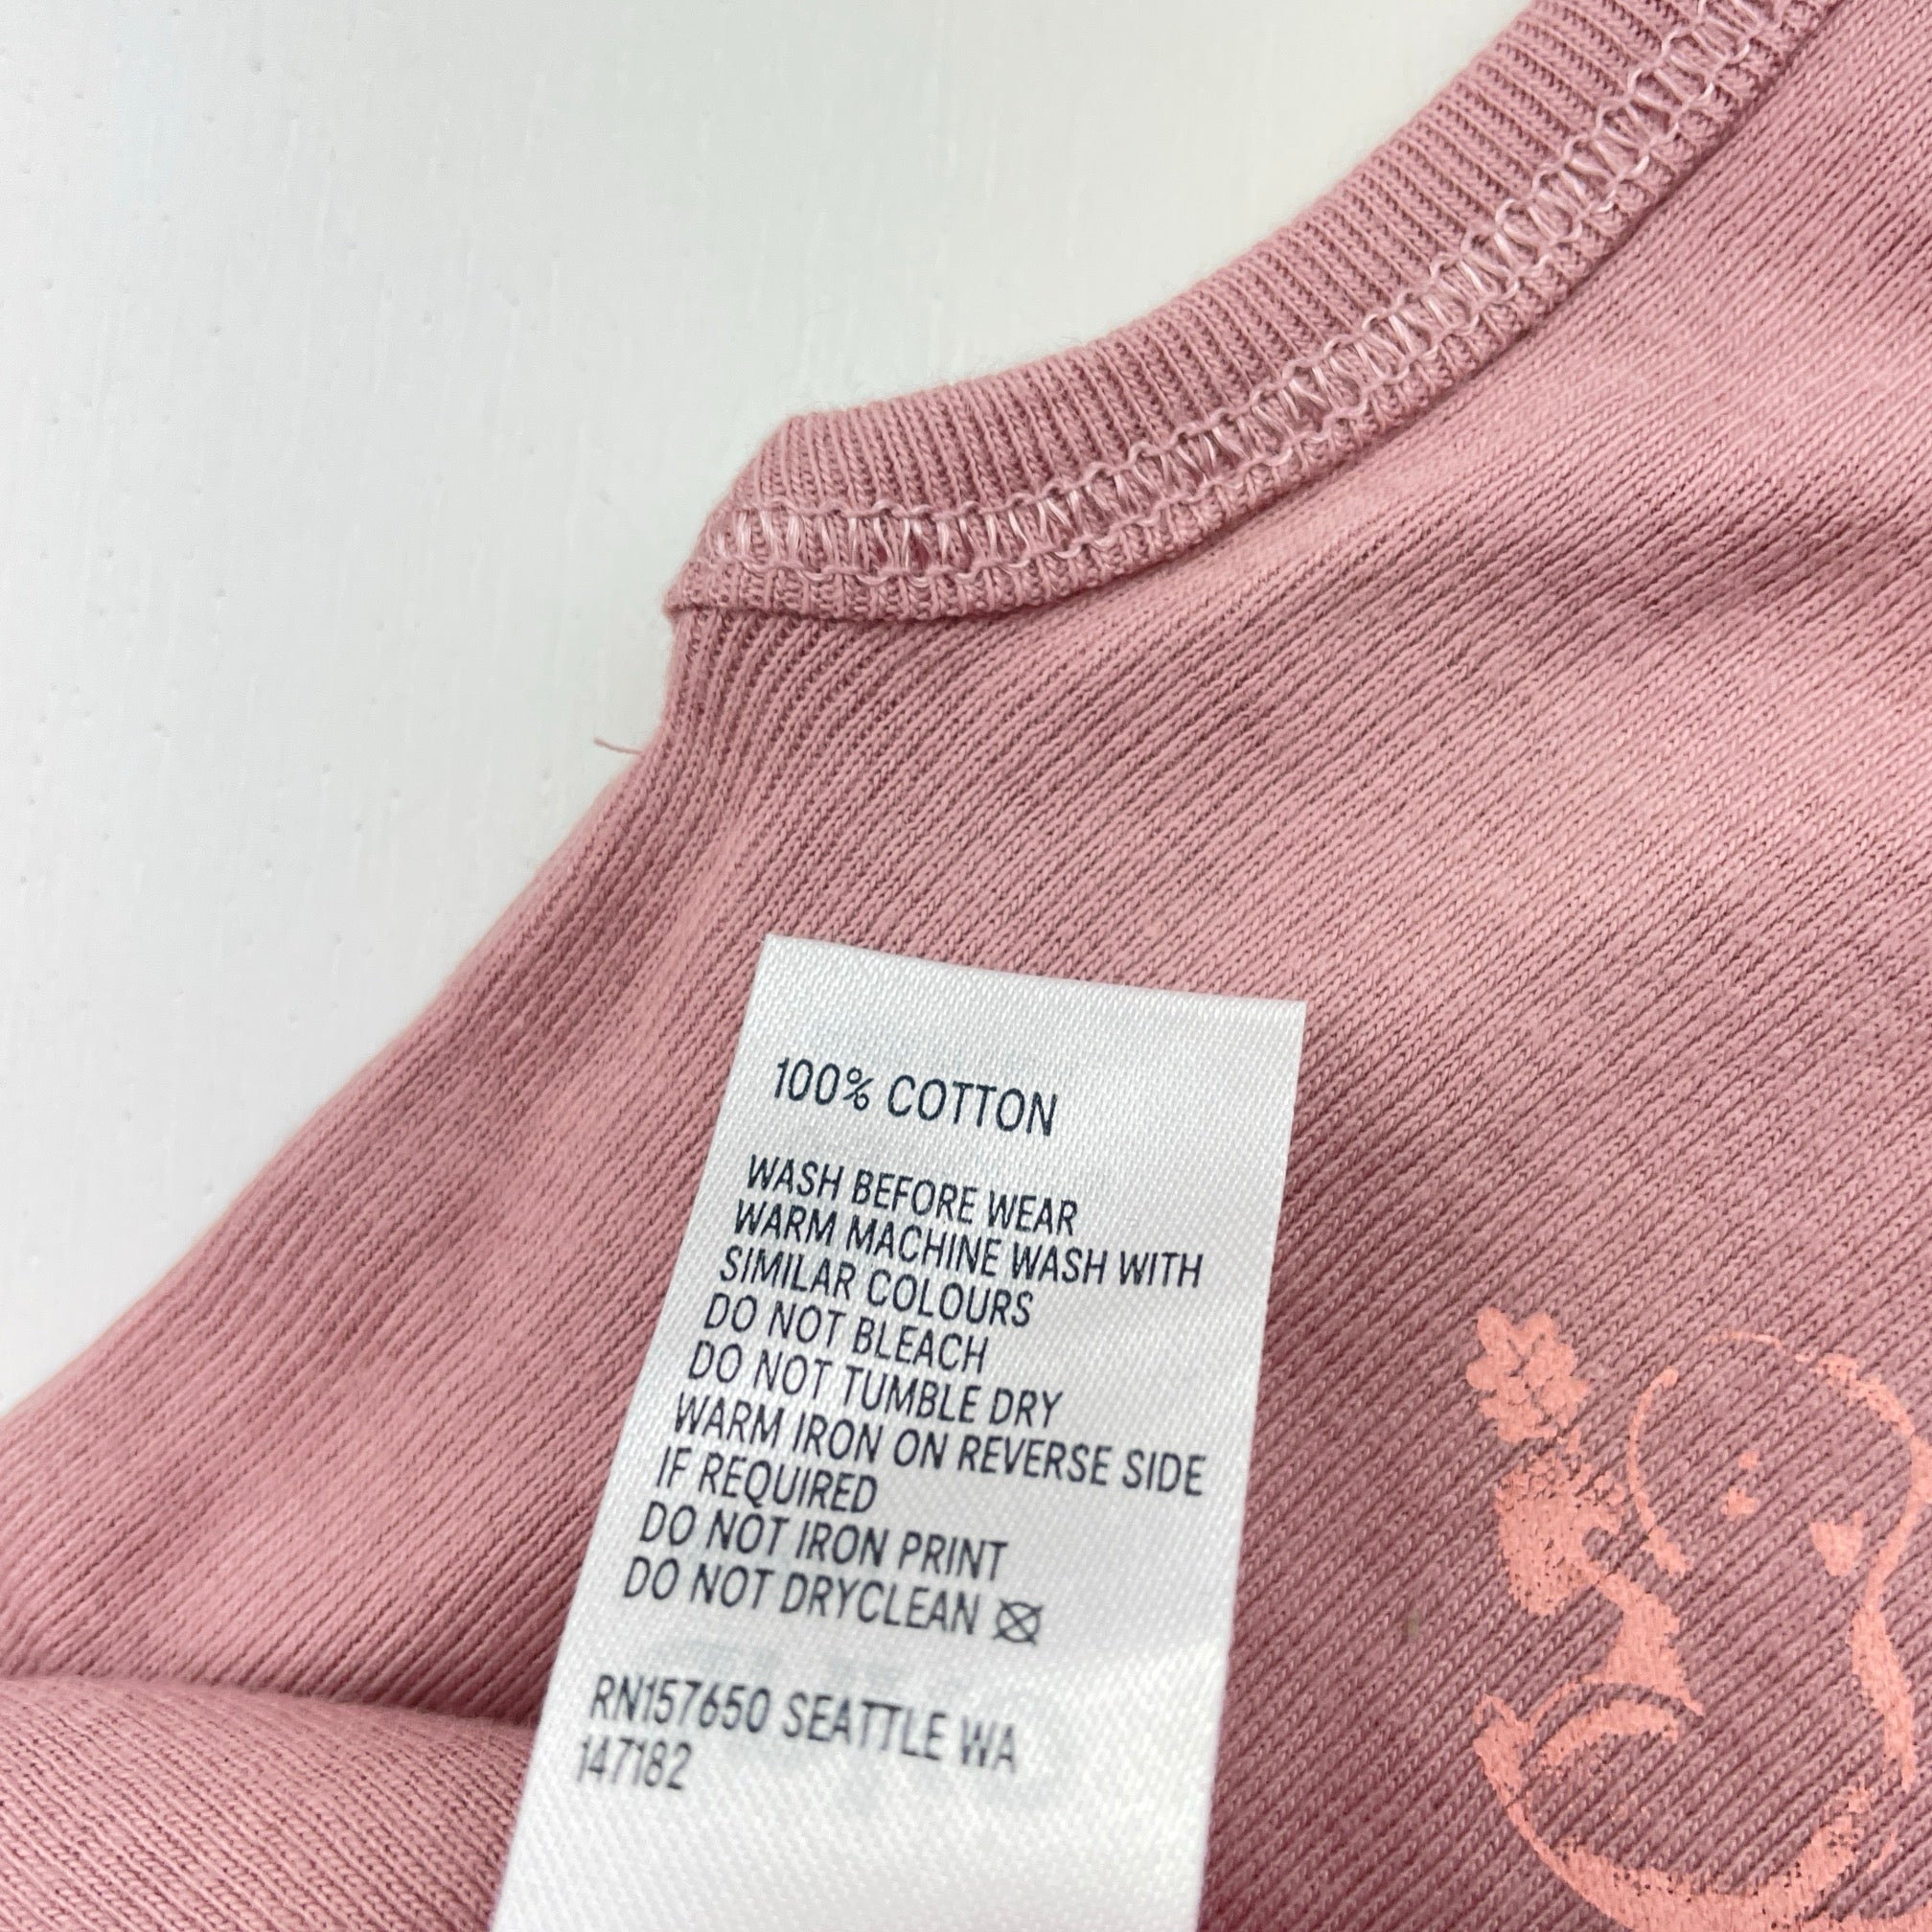 100% COTTON
WASH BEFORE WEAR
WARM MACHINE WASH WITH
SIMILAR COLOURS
DO NOT BLEACH
DO NOT TUMBLE DRY
WARM IRON ON REVERSE SIDE
IF REQUIRED
DO NOT IRON PRINT
DO NOT DRYCLEAN
RN157650 SEATTLE WA
147182